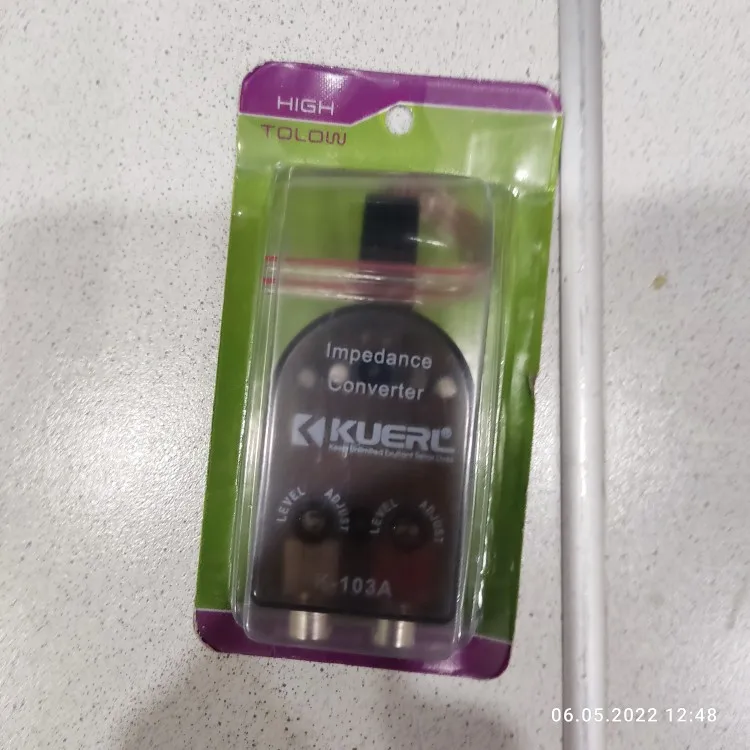 HIGH
TOLOW
Impedance
Converter
KUERL®
LEVEL ADJUST LEVEL ADJUST
K-103A
06.05.2022 12:48